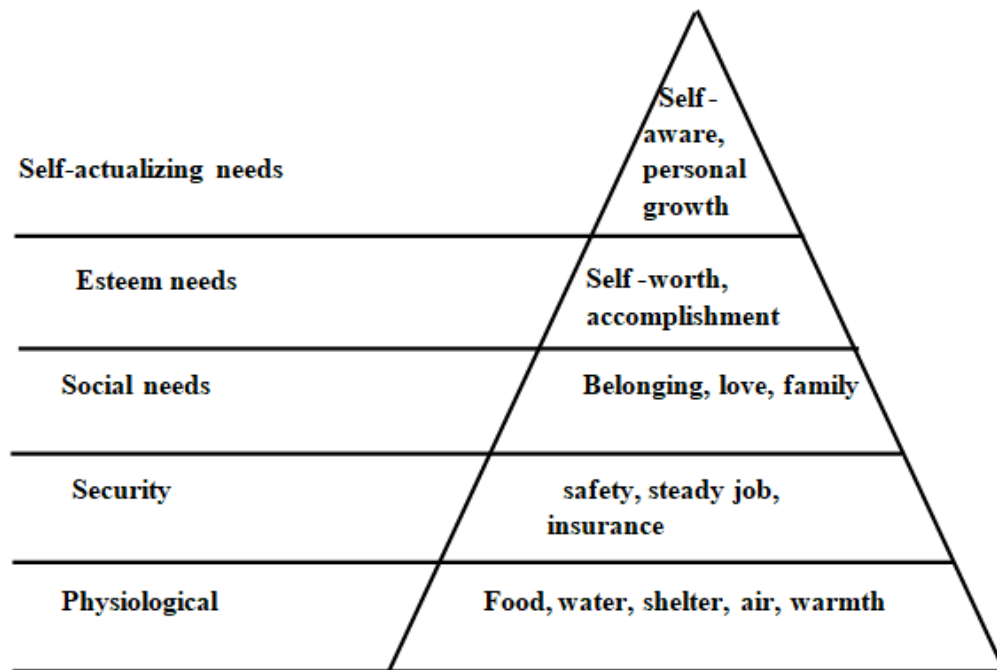 Self-
aware,
personal
growth
Self-actualizing needs
Esteem needs
Self-worth,
accomplishment
Social needs
Belonging, love, family
Security
safety, steady job,
insurance
Physiological
Food, water, shelter, air, warmth